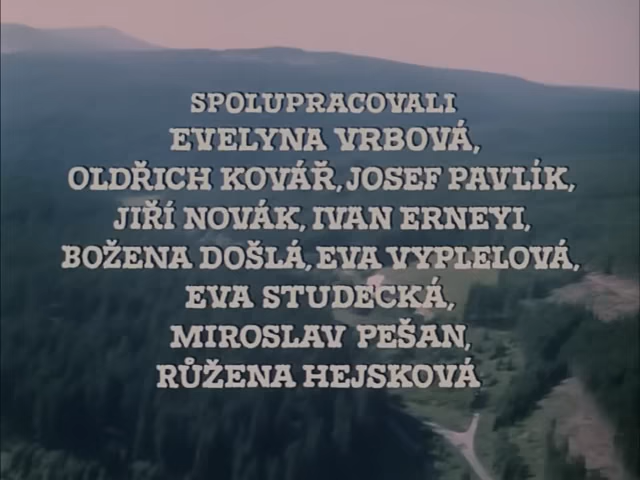 SPOLUPRACOVALI
EVELYNA VRBOVÁ,
OLDŘICH KOVÁŘ, JOSEF PAVLÍK,
JIŘÍ NOVÁK, IVAN ERNEYI,
BOŽENA DOŠLÁ, EVA VYPLELOVÁ,
EVA STUDECKÁ,
MIROSLAV PEŠAN,
RŮŽENA HEJSKOVÁ